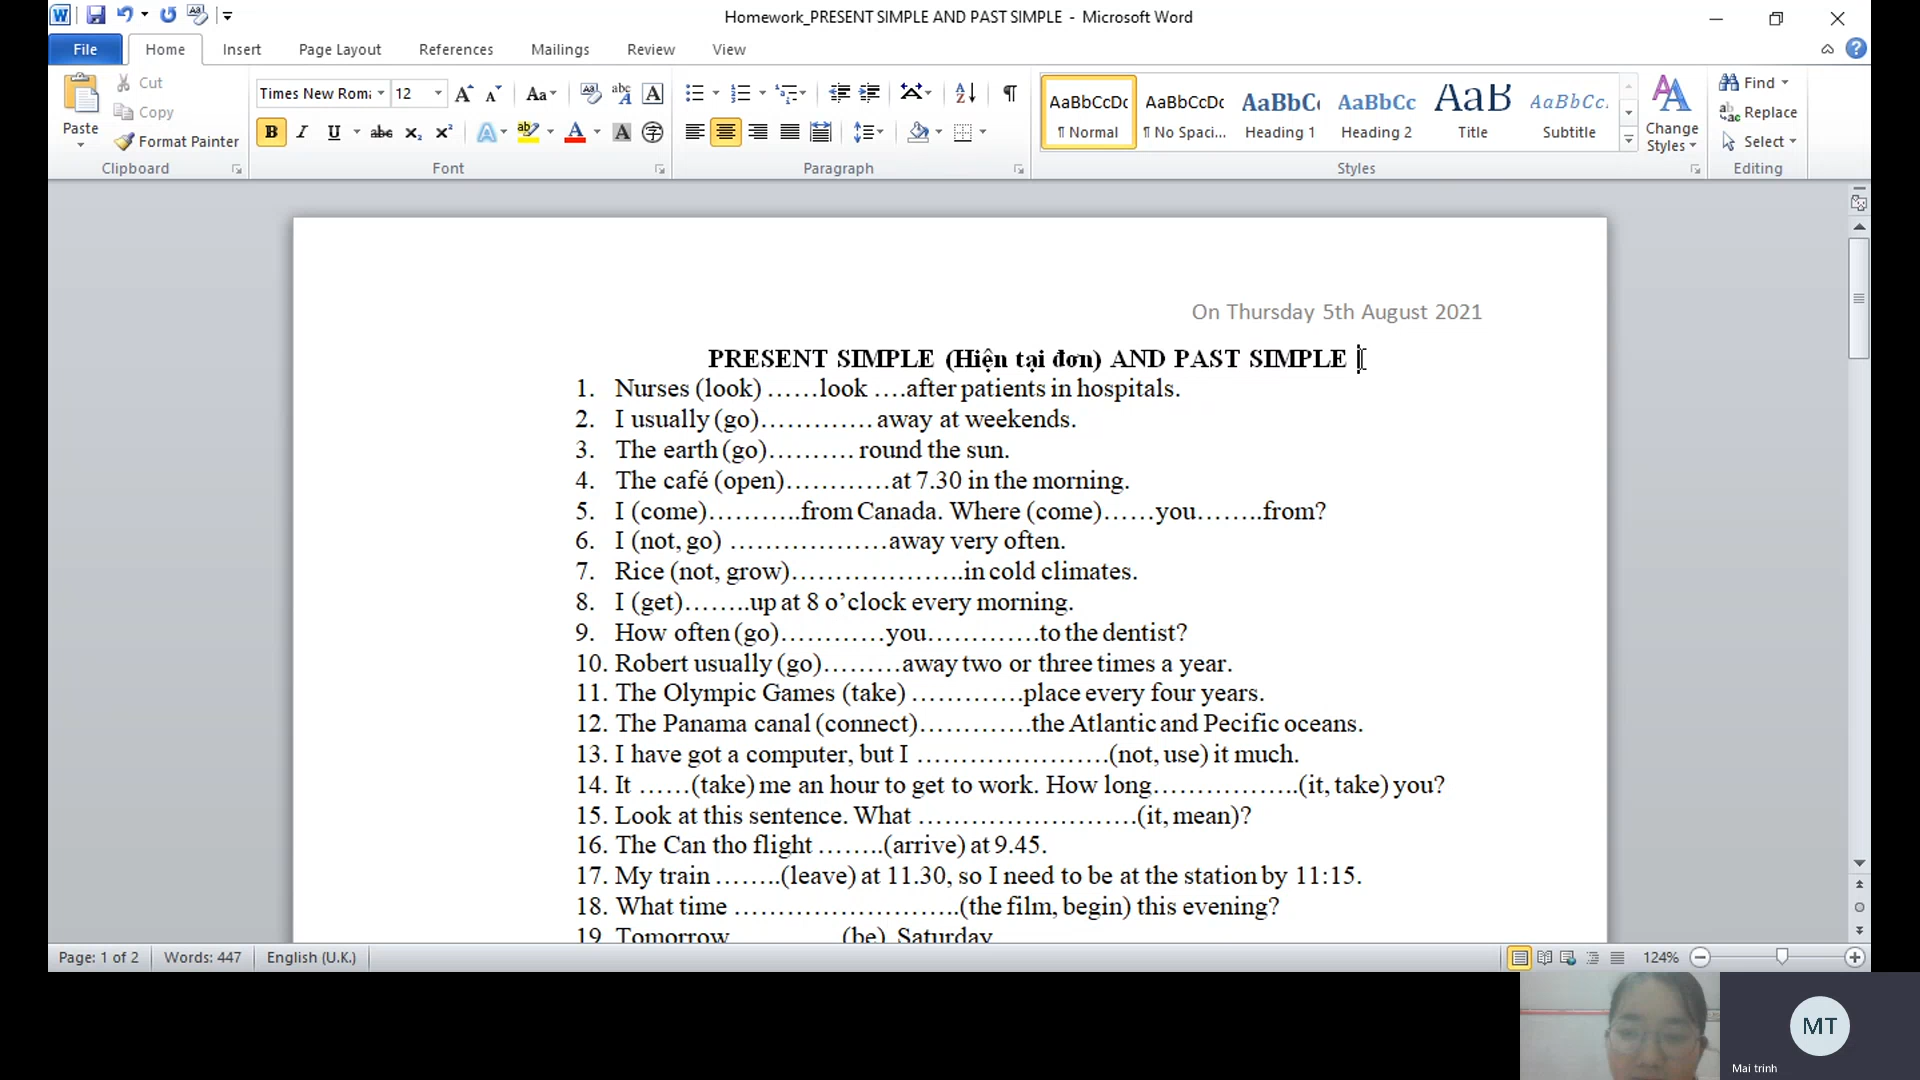 Homework_PRESENT SIMPLE AND PAST SIMPLE - Microsoft Word
File Home Insert Page Layout References Mailings Review View
Paste
Cut
Copy
Format Painter
Clipboard
Times New Roma 12
Font
Paragraph
AaBbCcDc AaBbCcDc AaBbC AaBbCc AaB AaBbCc.
¶ Normal ¶ No Spaci... Heading 1 Heading 2 Title Subtitle
Change Styles
Styles
Find
Replace
Select
Editing
On Thursday 5th August 2021
PRESENT SIMPLE (Hiện tại đơn) AND PAST SIMPLE
1. Nurses (look) ……look ….after patients in hospitals.
2. I usually (go)…………. away at weekends.
3. The earth (go)………. round the sun.
4. The café (open)…………at 7.30 in the morning.
5. I (come)………..from Canada. Where (come)……you……..from?
6. I (not, go) ………………away very often.
7. Rice (not, grow)………………….in cold climates.
8. I (get)……..up at 8 o’clock every morning.
9. How often (go)…………you………….to the dentist?
10. Robert usually (go)………away two or three times a year.
11. The Olympic Games (take) ………….place every four years.
12. The Panama canal (connect)………….the Atlantic and Pecific oceans.
13. I have got a computer, but I ………………….(not, use) it much.
14. It ……(take) me an hour to get to work. How long……………..(it, take) you?
15. Look at this sentence. What …………………….(it, mean)?
16. The Can tho flight ……..(arrive) at 9.45.
17. My train ……..(leave) at 11.30, so I need to be at the station by 11:15.
18. What time ……………………..(the film, begin) this evening?
19. Tomorrow (be) Saturday
Page: 1 of 2 Words: 447 English (U.K.) 124%
MT
Mai trinh